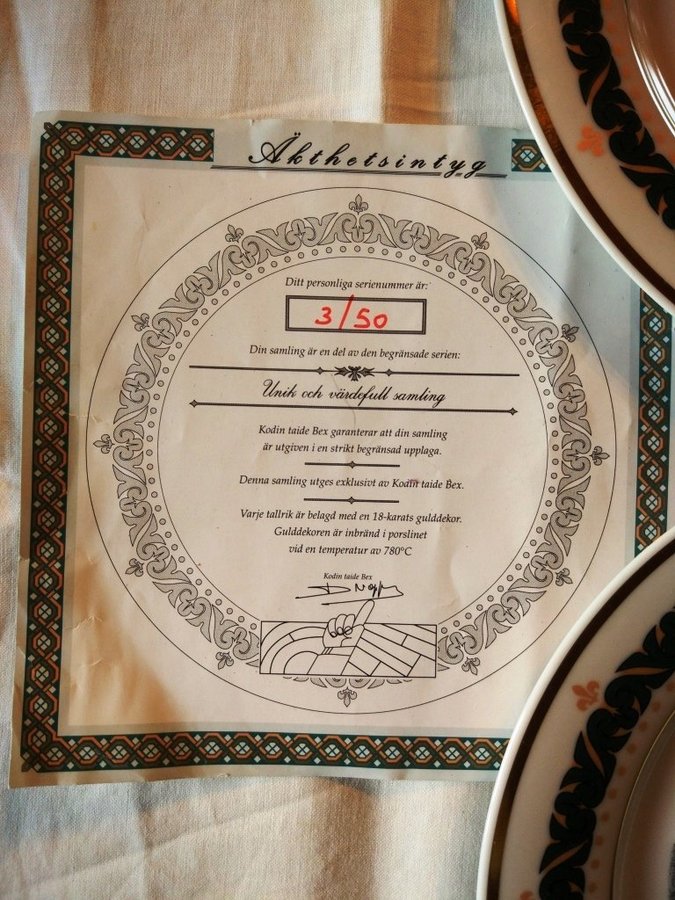 Äkthetsintyg
Ditt personliga serienummer är:
3/50
Din samling är en del av den begränsade serien:
Unik och värdefull samling
Kodin taide Bex garanterar att din samling
är utgiven i en strikt begränsad upplaga.
Denna samling utges exklusivt av Kodin taide Bex.
Varje tallrik är belagd med en 18-karats gulddekor.
Gulddekoren är inbränd i porslinet
vid en temperatur av 780°C
Kodin taide Bex